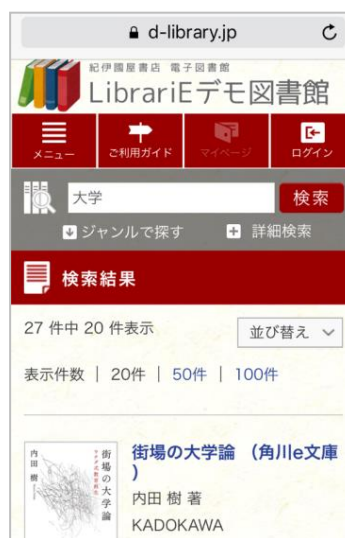 d-library.jp
紀伊國屋書店 電子図書館
LibrariEデモ図書館
メニュー
ご利用ガイド
マイページ
ログイン
大学
検索
ジャンルで探す
詳細検索
検索結果
27 件中 20 件表示
並び替え
表示件数 | 20件 | 50件 | 100件
街場の大学論 （角川e文庫
）
内田 樹 著
KADOKAWA
内田 樹
街場の大学論